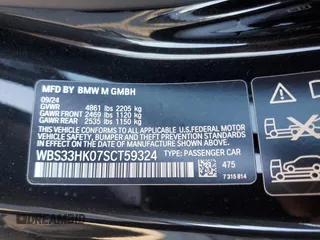 MFD BY BMW M GMBH
09/24
GVWR 4861 lbs 2205 kg
GAWR FRONT 2469 lbs 1120 kg
GAWR REAR 2535 lbs 1150 kg
THIS VEHICLE CONFORMS TO ALL APPLICABLE
U.S. FEDERAL MOTOR VEHICLE SAFETY,
BUMPER, AND THEFT PREVENTION STANDARDS
IN EFFECT ON THE DATE OF
MANUFACTURE SHOWN ABOVE.
WBS33HK07SCT59324 TYPE: PASSENGER CAR
475
7 315 814
DREAMBID